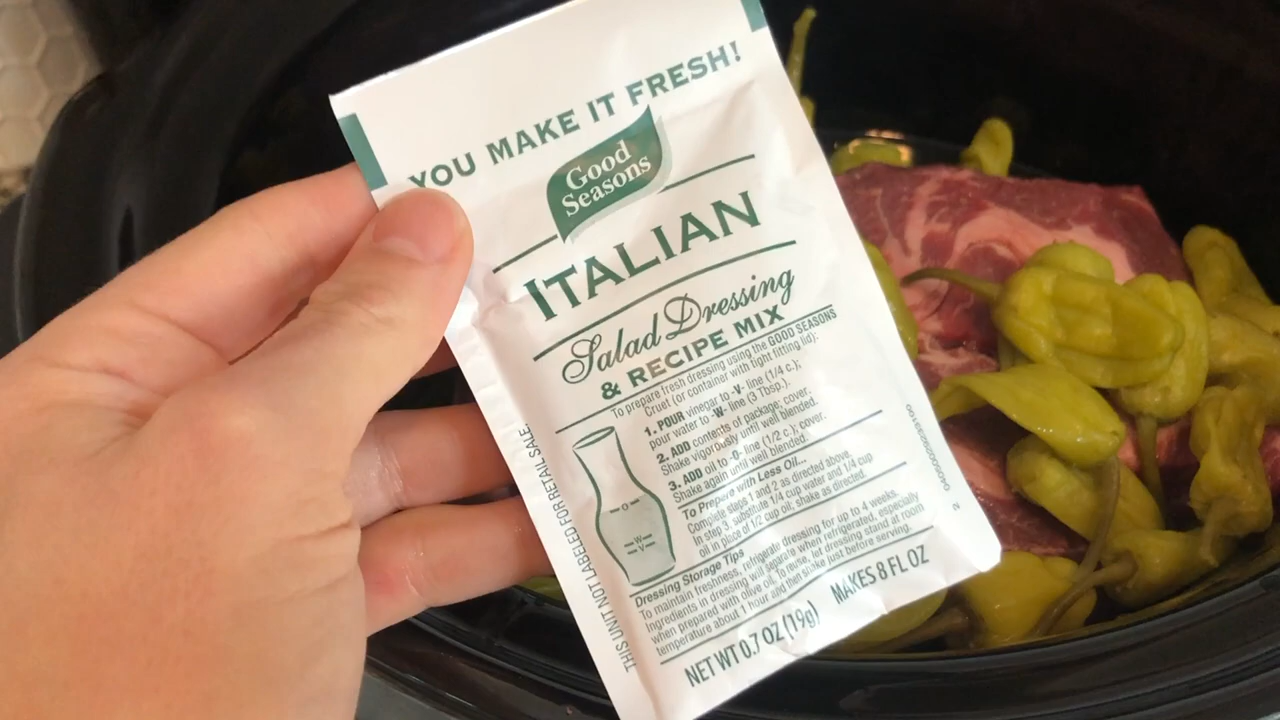 YOU MAKE IT FRESH!
Good
Seasons
ITALIAN
Salad Dressing
& RECIPE MIX
To prepare fresh dressing using the GOOD SEASONS
Cruet (or container with tight fitting lid):
1. POUR vinegar to -V- line (1/4 c.);
pour water to -W- line (3 Tbsp.).
2. ADD contents of package; cover.
Shake vigorously until well blended.
3. ADD oil to -O- line (1/2 c.); cover.
Shake again until well blended.
To Prepare with Less Oil...
Complete steps 1 and 2 as directed above.
In step 3, substitute 1/4 cup water and 1/4 cup
oil in place of 1/2 cup oil; shake as directed.
O
W
V
Dressing Storage Tips
To maintain freshness, refrigerate dressing for up to 4 weeks.
Ingredients in dressing will separate when refrigerated, especially
when prepared with olive oil. To reuse, let dressing stand at room
temperature about 1 hour and then shake just before serving.
NET WT 0.7 OZ (19g) MAKES 8 FL OZ
THIS UNIT NOT LABELED FOR RETAIL SALE.